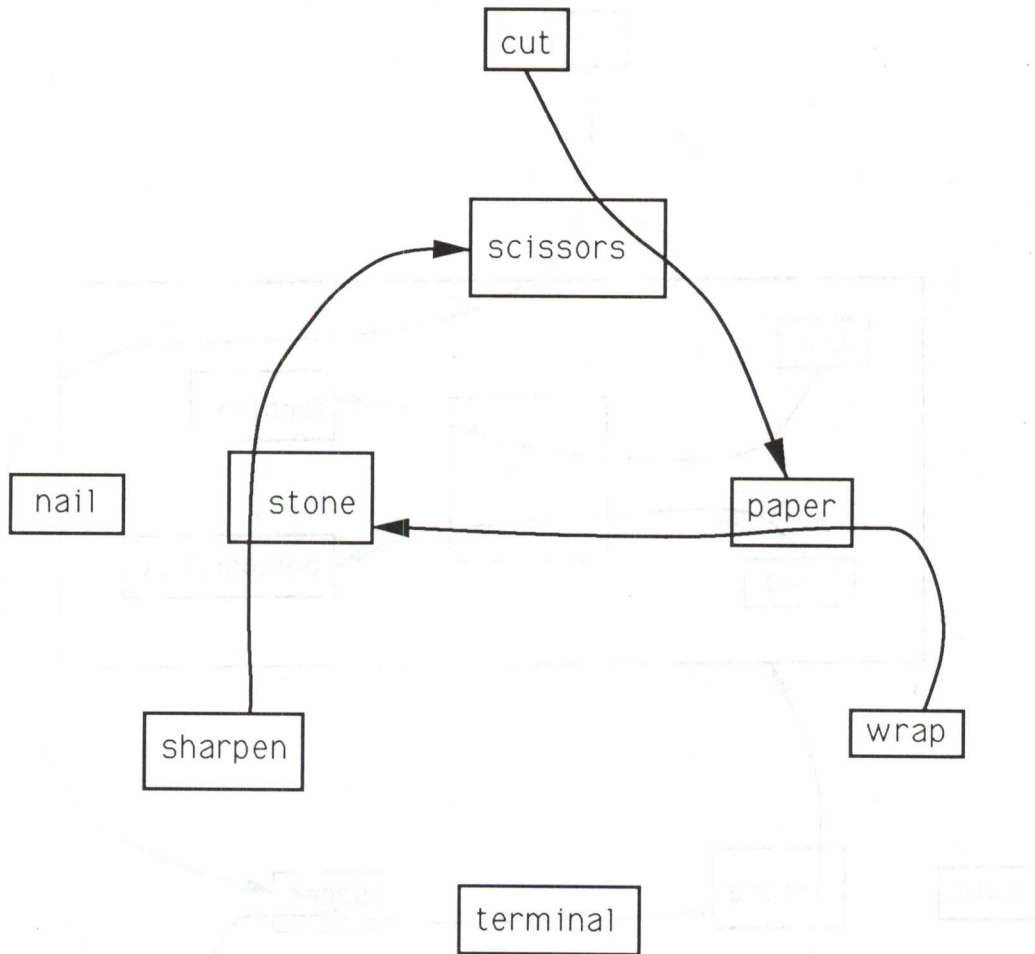 cut
scissors
nail
stone
paper
sharpen
wrap
terminal